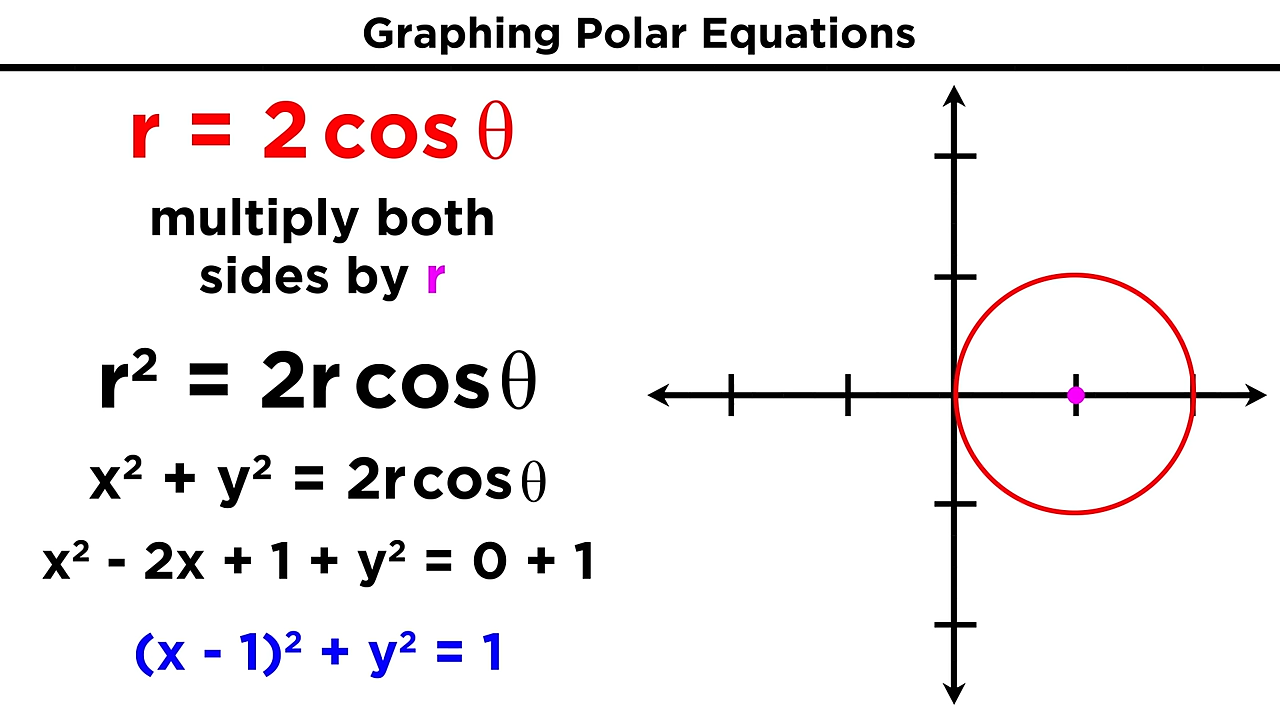 Graphing Polar Equations
r = 2 cos θ
multiply both
sides by r
r² = 2r cos θ
x² + y² = 2r cos θ
x² - 2x + 1 + y² = 0 + 1
(x - 1)² + y² = 1